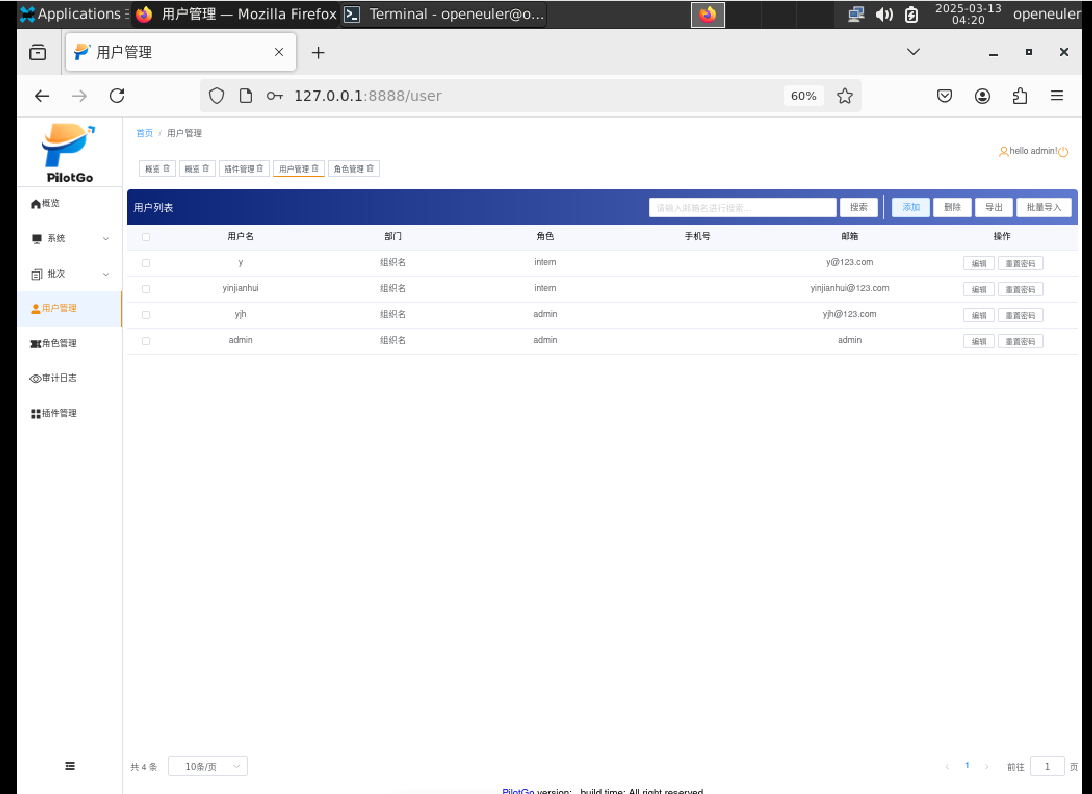 Applications
用户管理 — Mozilla Firefox
Terminal - openeuler@o...
2025-03-13
04:20
openeuler
用户管理
127.0.0.1:8888/user
60%
PilotGo
首页 / 用户管理
hello admin!
概览
概览
插件管理
用户管理
角色管理
概览
系统
批次
用户管理
角色管理
审计日志
插件管理
用户列表
请输入邮箱名进行搜索...
搜索
添加
删除
导出
批量导入
用户名 部门 角色 手机号 邮箱 操作
y 组织名 intern y@123.com 编辑 重置密码
yinjianhui 组织名 intern yinjianhui@123.com 编辑 重置密码
yjh 组织名 admin yjh@123.com 编辑 重置密码
admin 组织名 admin admin 编辑 重置密码
共 4 条
10条/页
1
前往 1 页
PilotGo version: build time: All right reserved